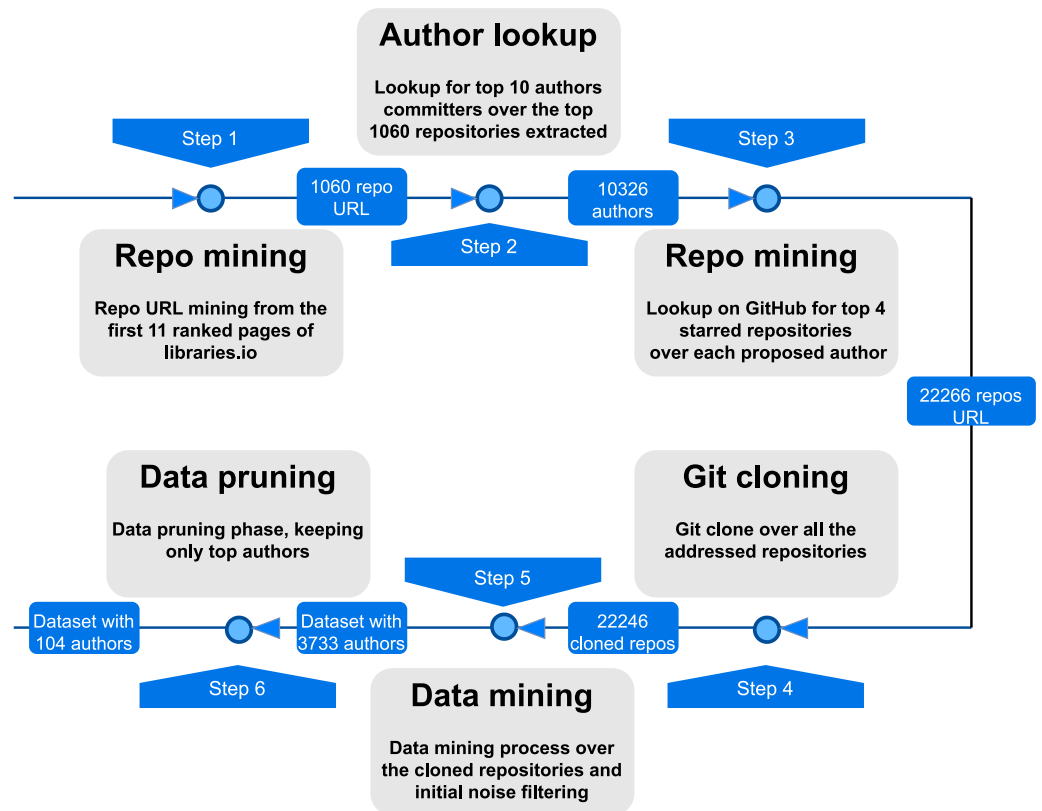 Author lookup
Lookup for top 10 authors
committers over the top
1060 repositories extracted
Step 1
Step 3
1060 repo
URL
10326
authors
Step 2
Repo mining
Repo URL mining from the
first 11 ranked pages of
libraries.io
Repo mining
Lookup on GitHub for top 4
starred repositories
over each proposed author
22266 repos
URL
Data pruning
Data pruning phase, keeping
only top authors
Git cloning
Git clone over all the
addressed repositories
Step 5
Dataset with
104 authors
Dataset with
3733 authors
22246
cloned repos
Step 6
Step 4
Data mining
Data mining process over
the cloned repositories and
initial noise filtering